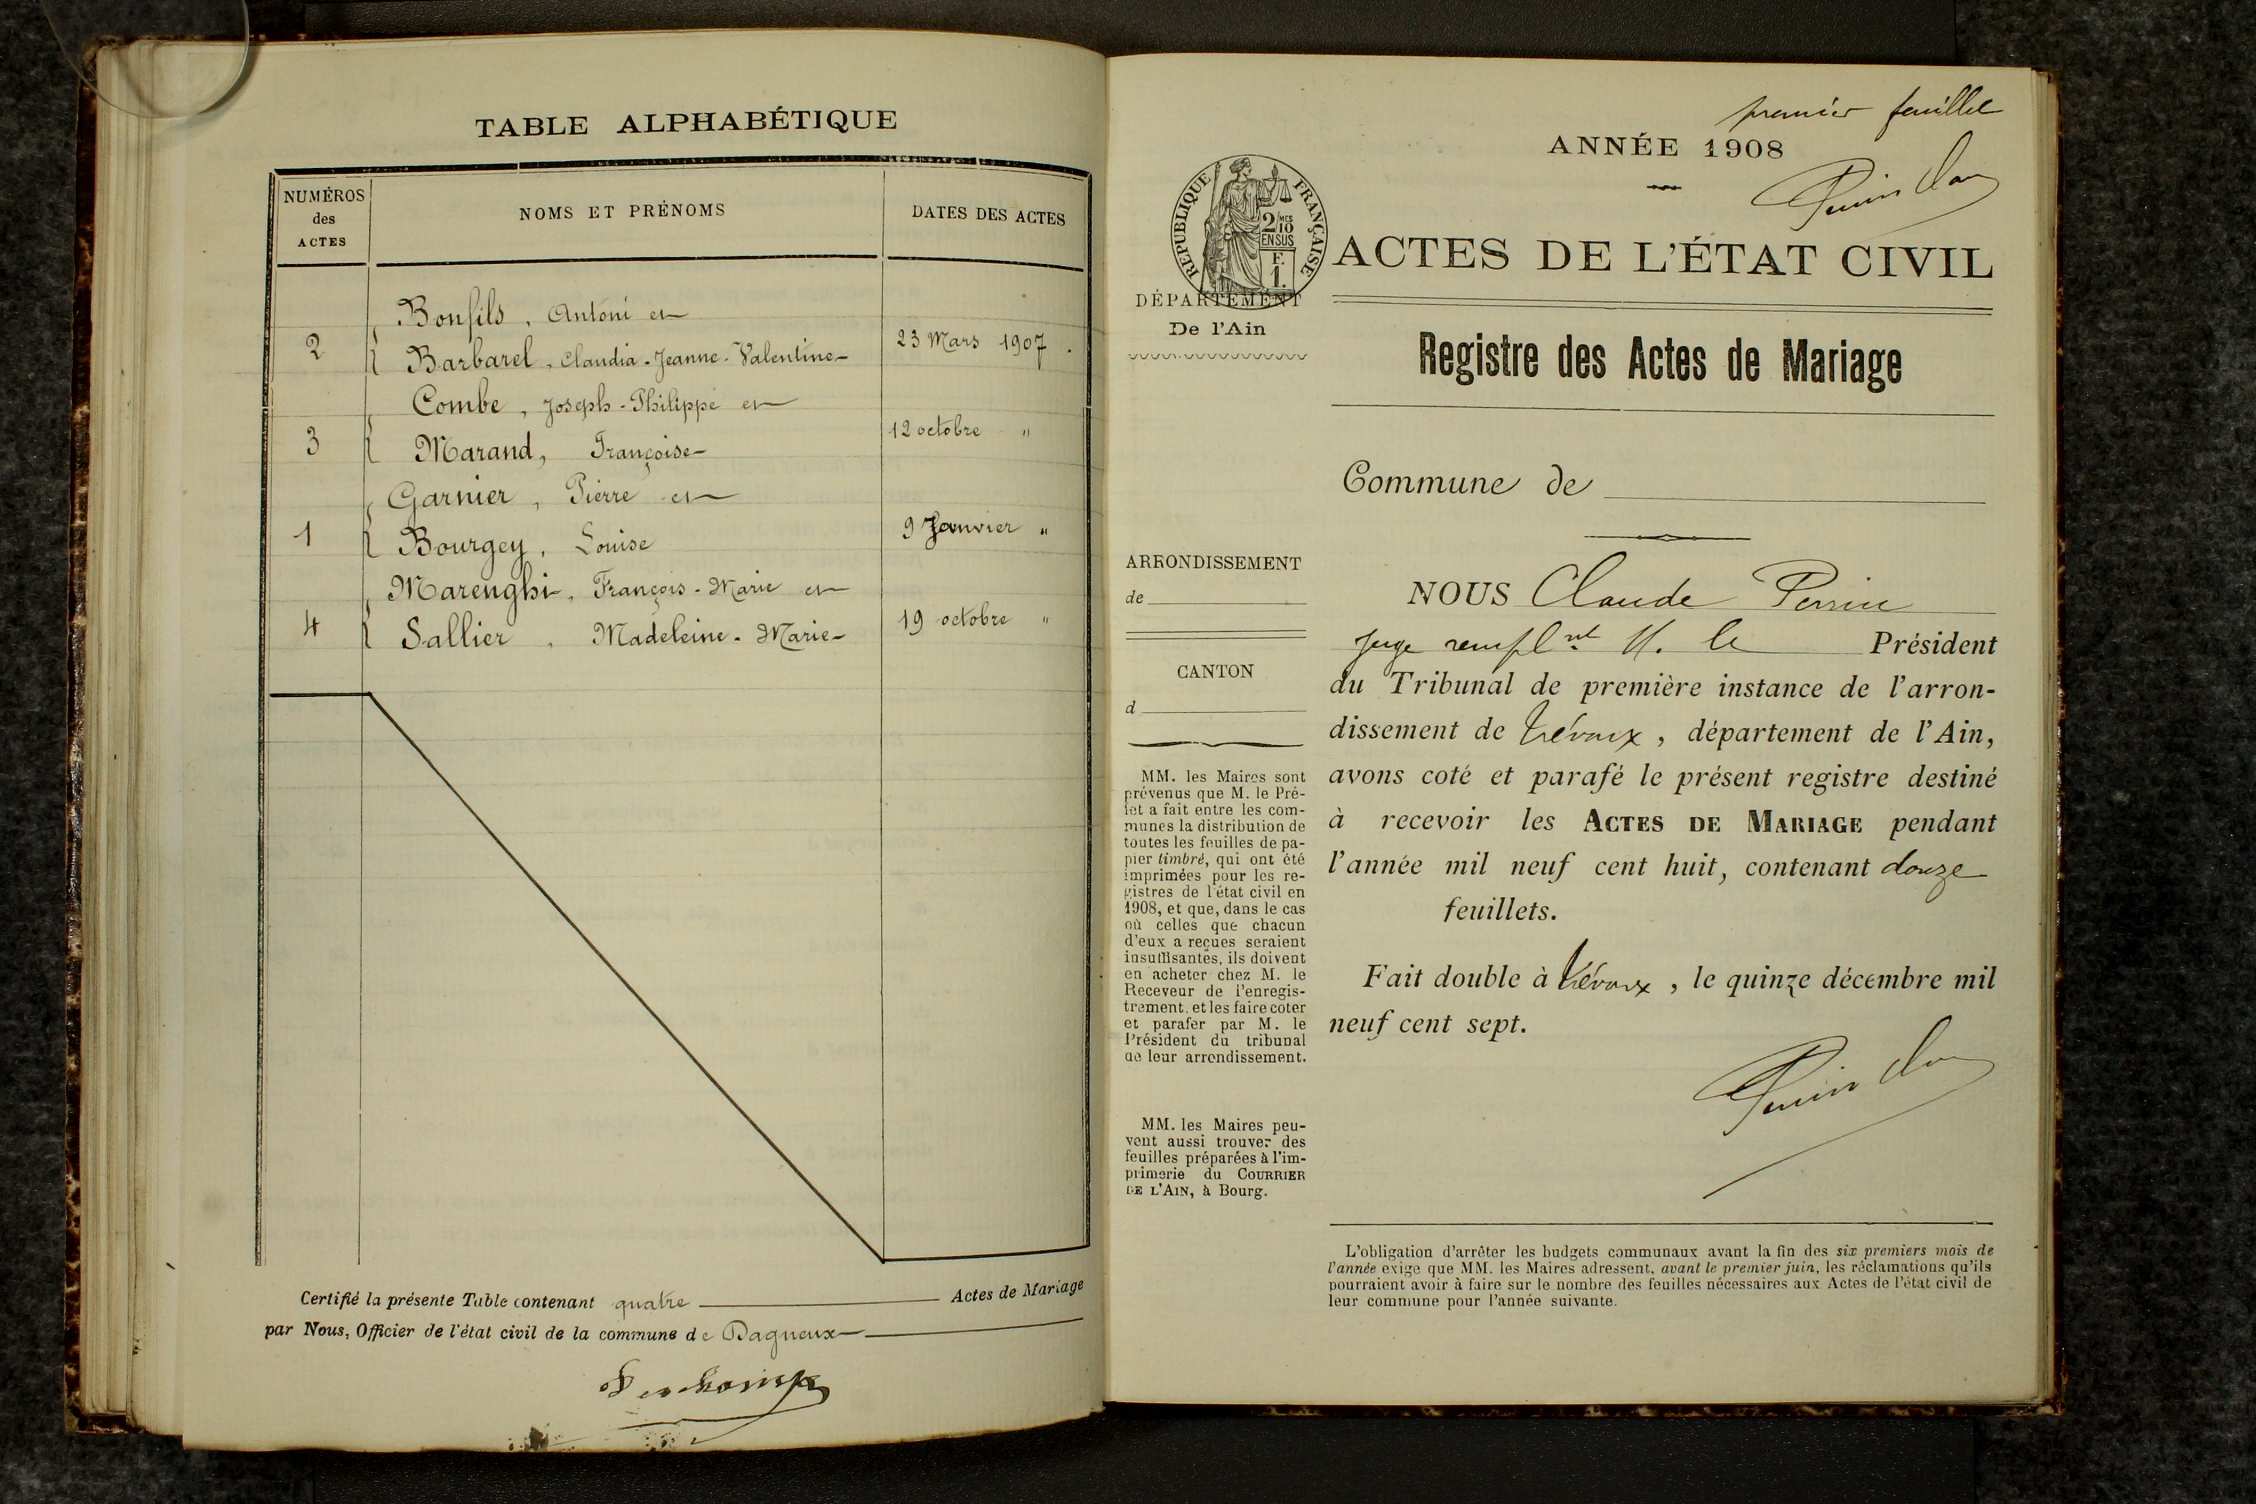 TABLE ALPHABÉTIQUE
NUMÉROS
des
ACTES
NOMS ET PRÉNOMS
DATES DES ACTES
Bonfils, Antoni et
2 Barbarel, Claudia-Jeanne-Valentine 23 Mars 1907.
Combe, Joseph-Philippe et
3 Marand, Françoise 12 octobre "
Garnier, Pierre et
1 Bourgey, Louise 9 Janvier "
Marenghi, François-Marie et
4 Sallier, Madeleine-Marie 19 octobre "
Certifié la présente Table contenant quatre Actes de Mariage
par Nous, Officier de l'état civil de la commune de Dagneux
premier feuillet
ANNÉE 1908
RÉPUBLIQUE FRANÇAISE
2/10MES
EN SUS
F.
1.
ACTES DE L'ÉTAT CIVIL
DÉPARTEMENT
De l'Ain
Registre des Actes de Mariage
Commune de
ARRONDISSEMENT
de
CANTON
d
MM. les Maires sont
prévenus que M. le Pré-
fet a fait entre les com-
munes la distribution de
toutes les feuilles de pa-
pier timbré, qui ont été
imprimées pour les re-
gistres de l'état civil en
1908, et que, dans le cas
où celles que chacun
d'eux a reçues seraient
insuffisantes, ils doivent
en acheter chez M. le
Receveur de l'enregis-
trement, et les faire coter
et parafer par M. le
Président du tribunal
de leur arrondissement.
MM. les Maires peu-
vent aussi trouver des
feuilles préparées à l'im-
primerie du COURRIER
DE L'AIN, à Bourg.
NOUS Claude Perrin
juge rempl.nt M. le Président
du Tribunal de première instance de l'arron-
dissement de Trévoux, département de l'Ain,
avons coté et parafé le présent registre destiné
à recevoir les ACTES DE MARIAGE pendant
l'année mil neuf cent huit, contenant douze
feuillets.
Fait double à Trévoux, le quinze décembre mil
neuf cent sept.
L'obligation d'arrêter les budgets communaux avant la fin des six premiers mois de
l'année exige que MM. les Maires adressent, avant le premier juin, les réclamations qu'ils
pourraient avoir à faire sur le nombre des feuilles nécessaires aux Actes de l'état civil de
leur commune pour l'année suivante.